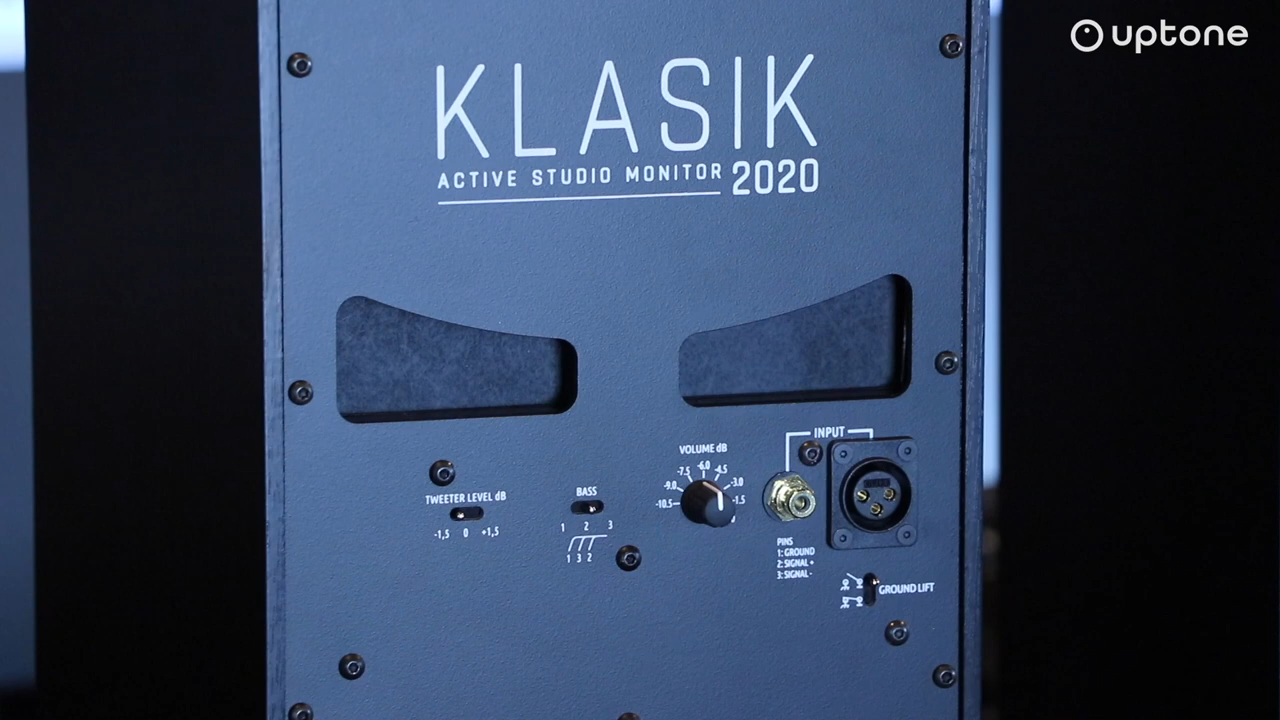 uptone
KLASIK
ACTIVE STUDIO MONITOR 2020
INPUT
VOLUME dB
-10.5 -9.0 -7.5 -6.0 -4.5 -3.0 -1.5
TWEETER LEVEL dB
-1,5 0 +1,5
BASS
1 2 3
1 3 2
PINS
1: GROUND
2: SIGNAL +
3: SIGNAL -
GROUND LIFT